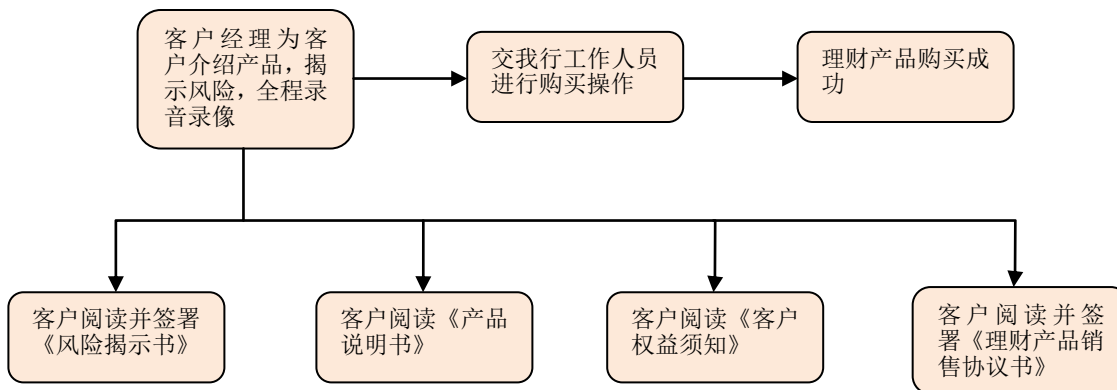 客户经理为客
户介绍产品，揭
示风险，全程录
音录像
交我行工作人员
进行购买操作
理财产品购买成
功
客户阅读并签署
《风险揭示书》
客户阅读《产品
说明书》
客户阅读《客户
权益须知》
客户阅读并签
署《理财产品销
售协议书》